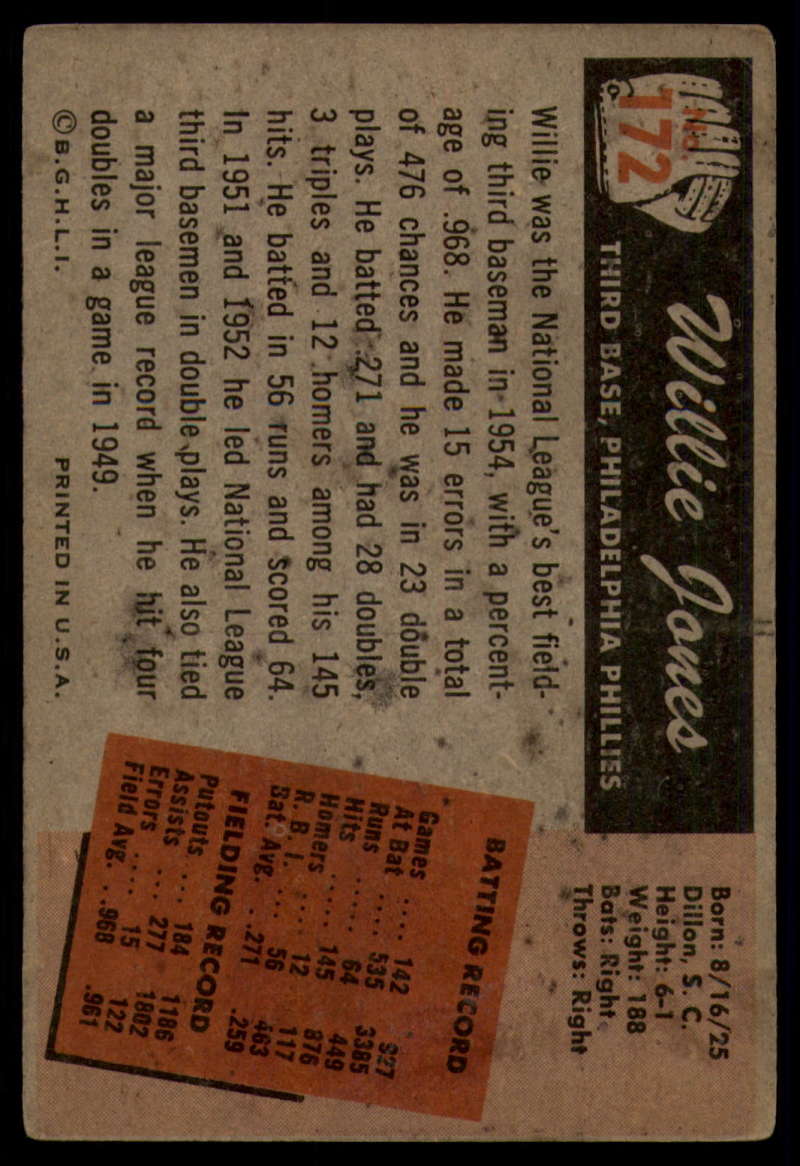 No.
172
Willie Jones
THIRD BASE, PHILADELPHIA PHILLIES
Born: 8/16/25
Dillon, S. C.
Height: 6-1
Weight: 188
Bats: Right
Throws: Right
Willie was the National League's best field-
ing third baseman in 1954, with a percent-
age of .968. He made 15 errors in a total
of 476 chances and he was in 23 double
plays. He batted .271 and had 28 doubles,
3 triples and 12 homers among his 145
hits. He batted in 56 runs and scored 64.
In 1951 and 1952 he led National League
third basemen in double plays. He also tied
a major league record when he hit four
doubles in a game in 1949.
© B.G.H.L.I. PRINTED IN U.S.A.
BATTING RECORD
Games .... 142 927
At Bat .... 535 3385
Runs ..... 64 449
Hits ..... 145 876
Homers .... 12 117
R. B. I. ... 56 463
Bat. Avg. . .271 .259
FIELDING RECORD
Putouts ... 184 1186
Assists ... 277 1802
Errors .... 15 122
Field Avg. . .968 .961